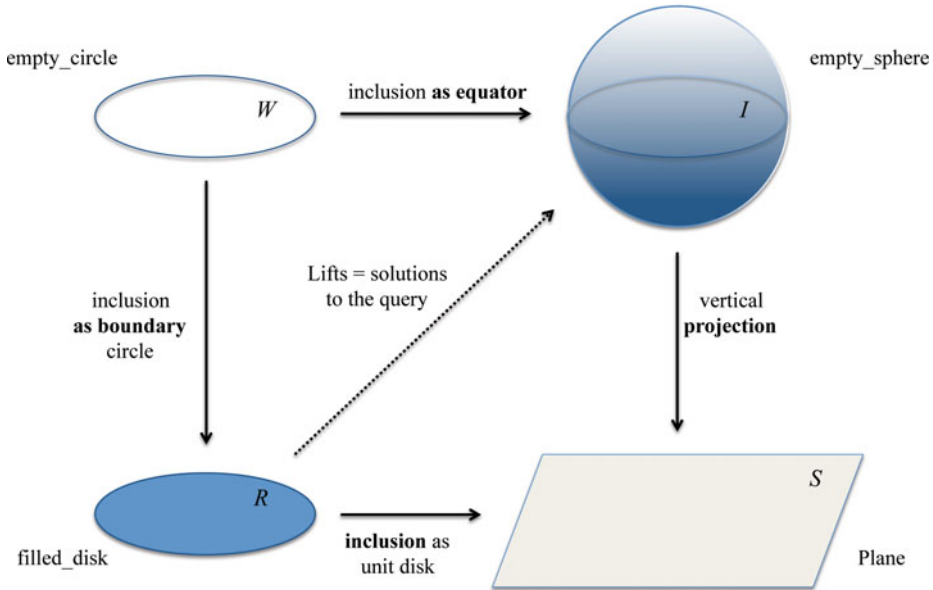 empty_circle
W
inclusion as equator
I
empty_sphere
inclusion
as boundary
circle
Lifts = solutions
to the query
vertical
projection
R
filled_disk
inclusion as
unit disk
S
Plane